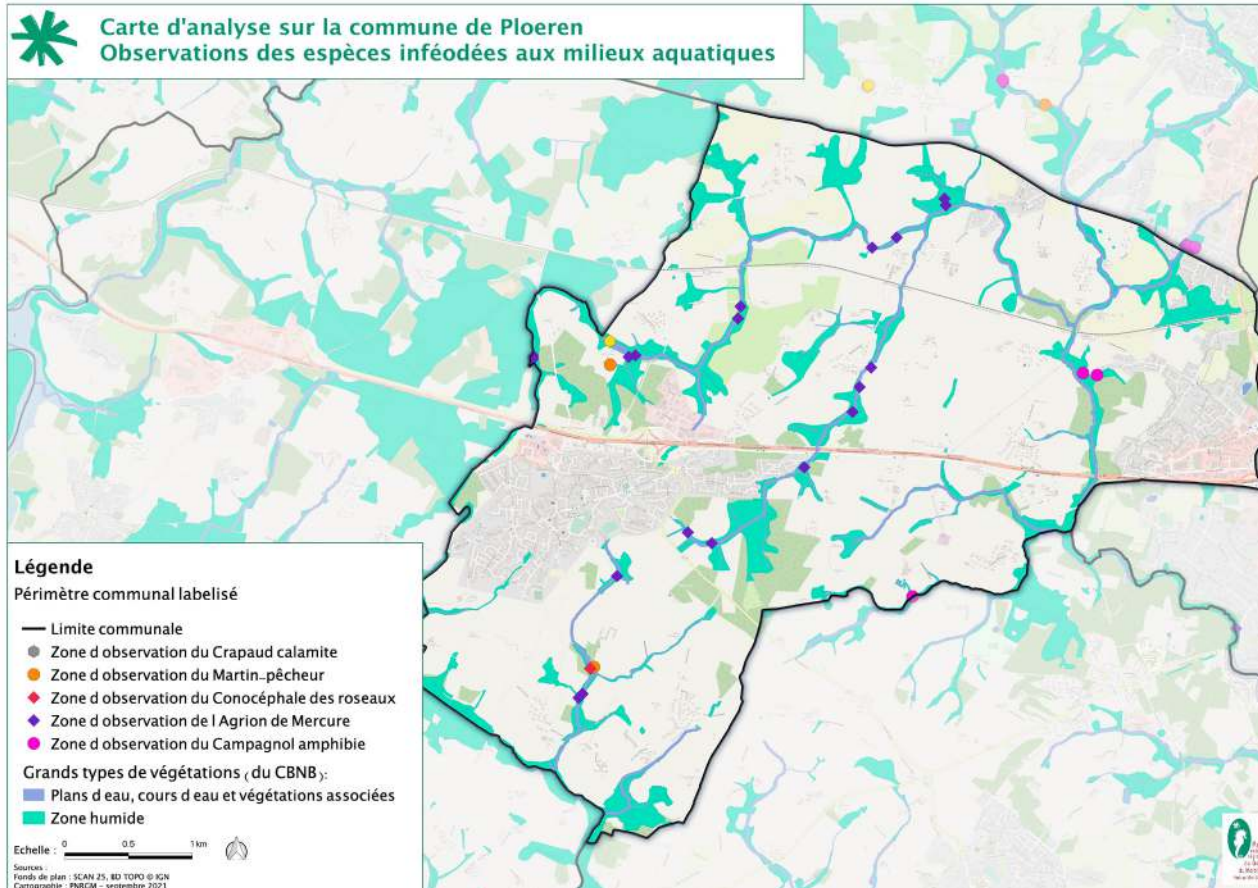 Carte d'analyse sur la commune de Ploeren
Observations des espèces inféodées aux milieux aquatiques
Légende
Périmètre communal labelisé
Limite communale
Zone d observation du Crapaud calamite
Zone d observation du Martin-pêcheur
Zone d observation du Conocéphale des roseaux
Zone d observation de l Agrion de Mercure
Zone d observation du Campagnol amphibie
Grands types de végétations (du CBNB):
Plans d eau, cours d eau et végétations associées
Zone humide
Echelle : 0 0.5 1 km
Sources :
Fonds de plan : SCAN 25, BD TOPO © IGN
Cartographie : PNRGM - septembre 2021